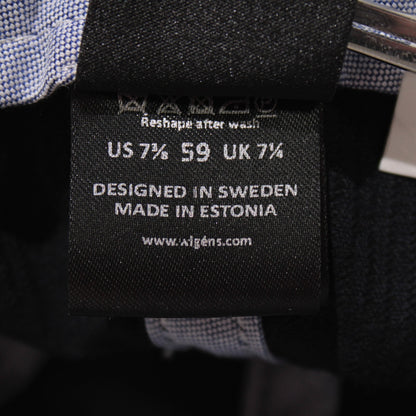 Reshape after wash
US 7⅜ 59 UK 7¼
DESIGNED IN SWEDEN
MADE IN ESTONIA
www.wigens.com